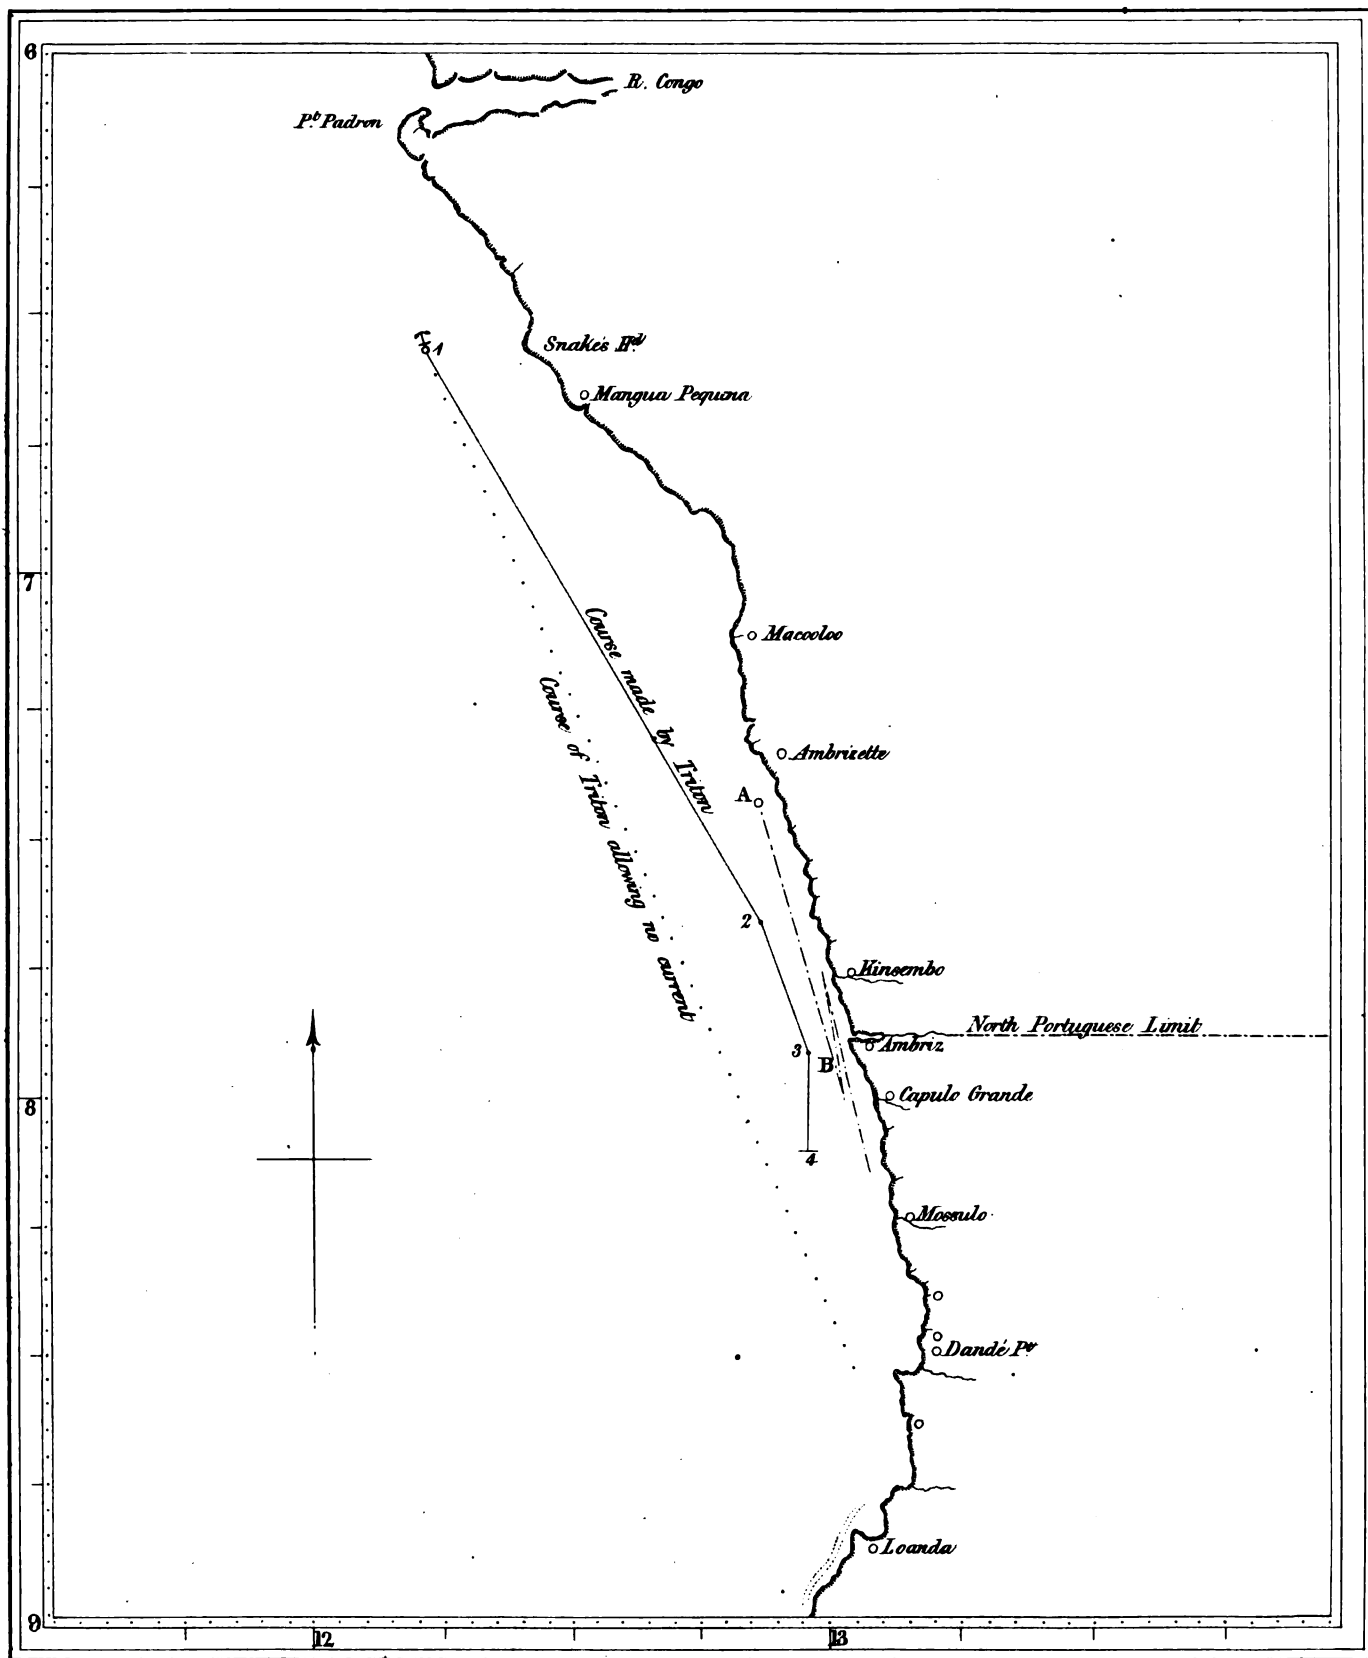 6
R. Congo
Pt. Padron
1
Snake's Hd.
Mangua Pequena
7
Macooloo
Course made by Triton
Course of Triton allowing no current
Ambrizette
A
2
Kinsembo
North Portuguese Limit
Ambriz
3
B
Capulo Grande
8
4
Mossulo
Dandé Pt.
Loanda
9
12
13